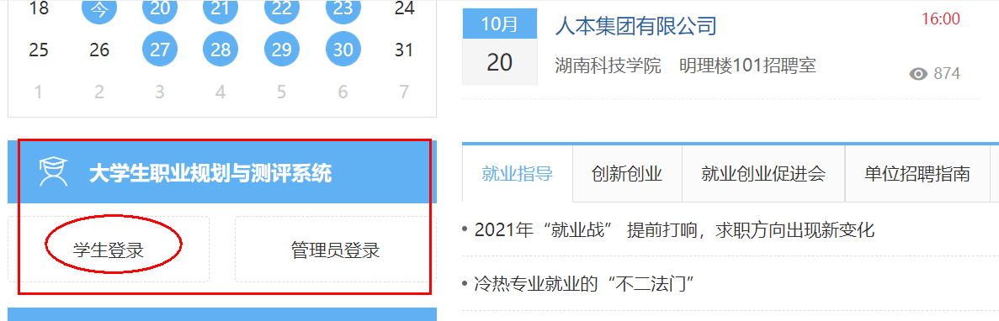 18 今 20 21 22 23 24
25 26 27 28 29 30 31
1 2 3 4 5 6 7
大学生职业规划与测评系统
学生登录 管理员登录
10月
20
人本集团有限公司
16:00
湖南科技学院 明理楼101招聘室
874
就业指导 创新创业 就业创业促进会 单位招聘指南
2021年“就业战” 提前打响，求职方向出现新变化
冷热专业就业的“不二法门”